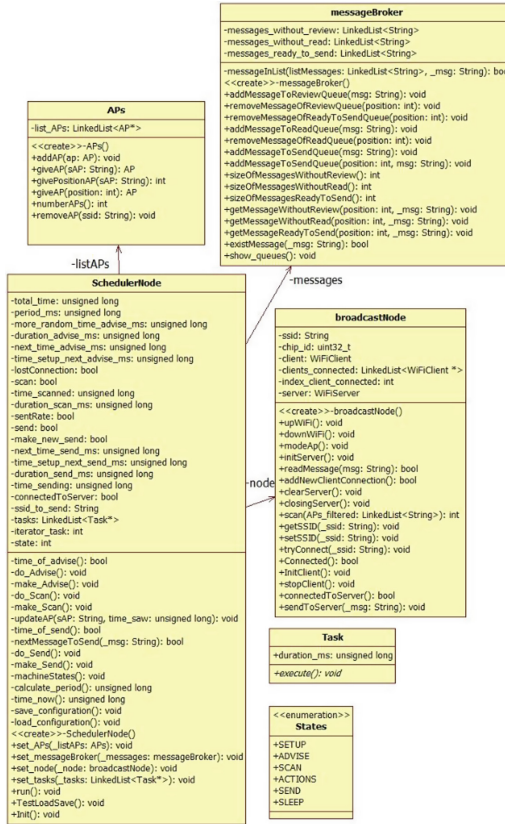 messageBroker
-messages_without_review: LinkedList<String>
-messages_without_read: LinkedList<String>
-messages_ready_to_send: LinkedList<String>
-messageInList(listMessages: LinkedList<String>, _msg: String): bool
<<create>>-messageBroker()
+addMessageToReviewQueue(msg: String): void
+removeMessageOfReviewQueue(position: int): void
+removeMessageOfReadyToSendQueue(position: int): void
+addMessageToReadQueue(msg: String): void
+removeMessageOfReadQueue(position: int): void
+addMessageToSendQueue(msg: String): void
+addMessageToSendQueue(position: int, msg: String): void
+sizeOfMessagesWithoutReview(): int
+sizeOfMessagesWithoutRead(): int
+sizeOfMessagesReadyToSend(): int
+getMessageWithoutReview(position: int, _msg: String): void
+getMessageWithoutRead(position: int, _msg: String): void
+getMessageReadyToSend(position: int, _msg: String): void
+existMessage(_msg: String): bool
+show_queues(): void
APs
-list_APs: LinkedList<AP*>
<<create>>-APs()
+addAP(ap: AP): void
+giveAP(sAP: String): AP
+givePositionAP(sAP: String): int
+giveAP(position: int): AP
+numberAPs(): int
+removeAP(ssid: String): void
-listAPs
-messages
-node
SchedulerNode
-total_time: unsigned long
-period_ms: unsigned long
-more_random_time_advise_ms: unsigned long
-duration_advise_ms: unsigned long
-next_time_advise_ms: unsigned long
-time_setup_next_advise_ms: unsigned long
-lostConnection: bool
-scan: bool
-time_scanned: unsigned long
-duration_scan_ms: unsigned long
-sentRate: bool
-send: bool
-make_new_send: bool
-next_time_send_ms: unsigned long
-time_setup_next_send_ms: unsigned long
-duration_send_ms: unsigned long
-time_sending: unsigned long
-connectedToServer: bool
-ssid_to_send: String
-tasks: LinkedList<Task*>
-iterator_task: int
-state: int
-time_of_advise(): bool
-do_Advise(): void
-make_Advise(): void
-do_Scan(): void
-make_Scan(): void
-updateAP(sAP: String, time_saw: unsigned long): void
-time_of_send(): bool
-nextMessageToSend(_msg: String): bool
-do_Send(): void
-make_Send(): void
-machineStates(): void
-calculate_period(): unsigned long
-time_now(): unsigned long
-save_configuration(): void
-load_configuration(): void
<<create>>-SchedulerNode()
+set_APs(_listAPs: APs): void
+set_messageBroker(_messages: messageBroker): void
+set_node(_node: broadcastNode): void
+set_tasks(_tasks: LinkedList<Task*>): void
+run(): void
+TestLoadSave(): void
+Init(): void
broadcastNode
-ssid: String
-chip_id: uint32_t
-client: WiFiClient
-clients_connected: LinkedList<WiFiClient *>
-index_client_connected: int
-server: WiFiServer
<<create>>-broadcastNode()
+upWiFi(): void
+downWiFi(): void
+modeAp(): void
+initServer(): void
+readMessage(msg: String): bool
+addNewClientConnection(): bool
+clearServer(): void
+closingServer(): void
+scan(APs_filtered: LinkedList<String>): int
+getSSID(_ssid: String): void
+setSSID(_ssid: String): void
+tryConnect(_ssid: String): void
+Connected(): bool
+InitClient(): void
+stopClient(): void
+connectedToServer(): bool
+sendToServer(_msg: String): void
Task
+duration_ms: unsigned long
+execute(): void
<<enumeration>>
States
+SETUP
+ADVISE
+SCAN
+ACTIONS
+SEND
+SLEEP